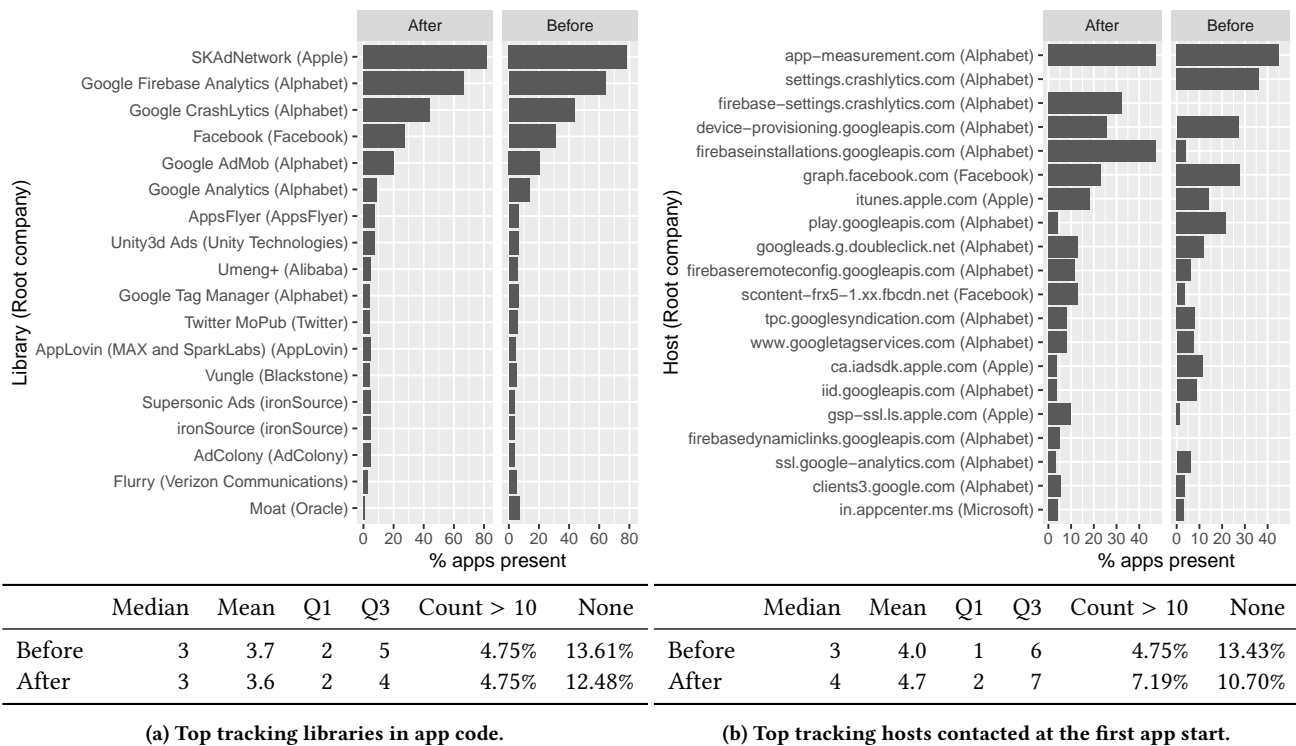 After Before
SKAdNetwork (Apple)
Google Firebase Analytics (Alphabet)
Google CrashLytics (Alphabet)
Facebook (Facebook)
Google AdMob (Alphabet)
Google Analytics (Alphabet)
AppsFlyer (AppsFlyer)
Unity3d Ads (Unity Technologies)
Umeng+ (Alibaba)
Google Tag Manager (Alphabet)
Twitter MoPub (Twitter)
AppLovin (MAX and SparkLabs) (AppLovin)
Vungle (Blackstone)
Supersonic Ads (ironSource)
ironSource (ironSource)
AdColony (AdColony)
Flurry (Verizon Communications)
Moat (Oracle)
Library (Root company)
0 20 40 60 80 0 20 40 60 80
% apps present
Median Mean Q1 Q3 Count > 10 None
Before 3 3.7 2 5 4.75% 13.61%
After 3 3.6 2 4 4.75% 12.48%
(a) Top tracking libraries in app code.
After Before
app-measurement.com (Alphabet)
settings.crashlytics.com (Alphabet)
firebase-settings.crashlytics.com (Alphabet)
device-provisioning.googleapis.com (Alphabet)
firebaseinstallations.googleapis.com (Alphabet)
graph.facebook.com (Facebook)
itunes.apple.com (Apple)
play.googleapis.com (Alphabet)
googleads.g.doubleclick.net (Alphabet)
firebaseremoteconfig.googleapis.com (Alphabet)
scontent-frx5-1.xx.fbcdn.net (Facebook)
tpc.googlesyndication.com (Alphabet)
www.googletagservices.com (Alphabet)
ca.iadsdk.apple.com (Apple)
iid.googleapis.com (Alphabet)
gsp-ssl.ls.apple.com (Apple)
firebasedynamiclinks.googleapis.com (Alphabet)
ssl.google-analytics.com (Alphabet)
clients3.google.com (Alphabet)
in.appcenter.ms (Microsoft)
Host (Root company)
0 10 20 30 40 0 10 20 30 40
% apps present
Median Mean Q1 Q3 Count > 10 None
Before 3 4.0 1 6 4.75% 13.43%
After 4 4.7 2 7 7.19% 10.70%
(b) Top tracking hosts contacted at the first app start.